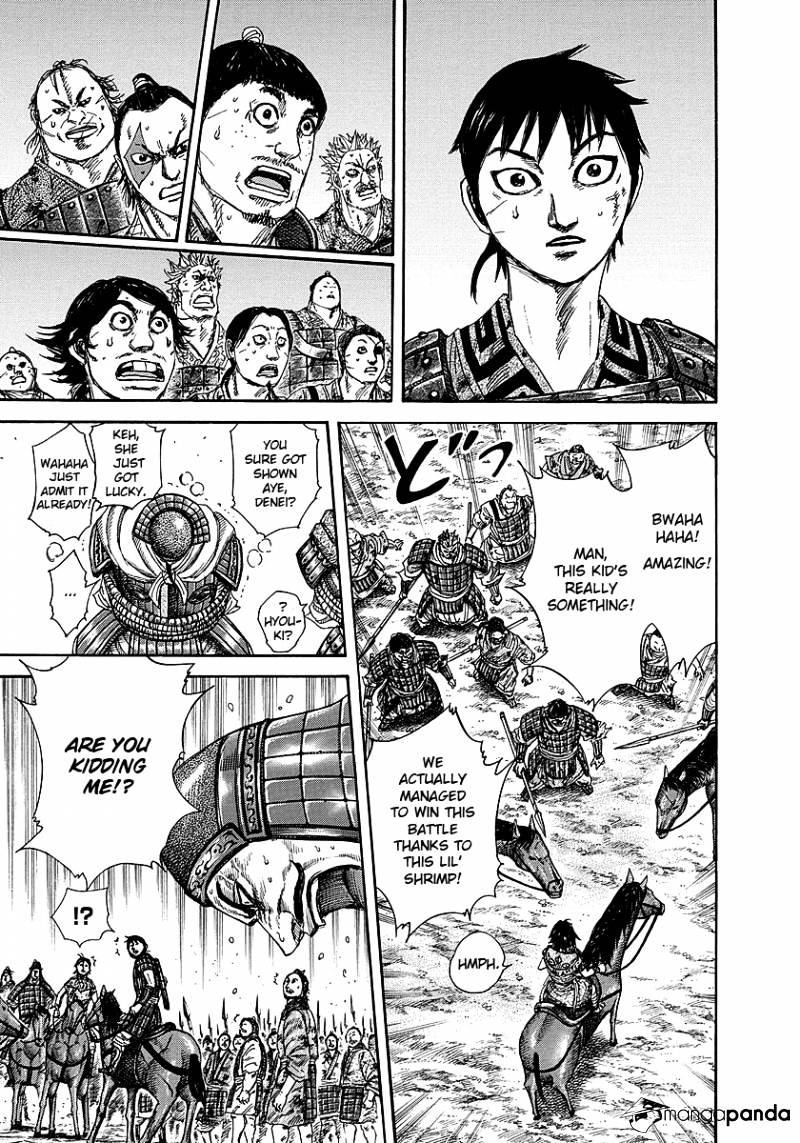 BWAHA
HAHA!
AMAZING!
MAN,
THIS KID'S
REALLY
SOMETHING!
どっ
WE
ACTUALLY
MANAGED
TO WIN THIS
BATTLE
THANKS TO
THIS LIL'
SHRIMP!
HMPH.
YOU
SURE GOT
SHOWN
AYE,
DENEI?
KEH,
SHE
JUST
GOT
LUCKY.
WAHAHA
JUST
ADMIT IT
ALREADY!
...
?
HYOU-
KI?
ARE YOU
KIDDING
ME!?
!?
mangapanda